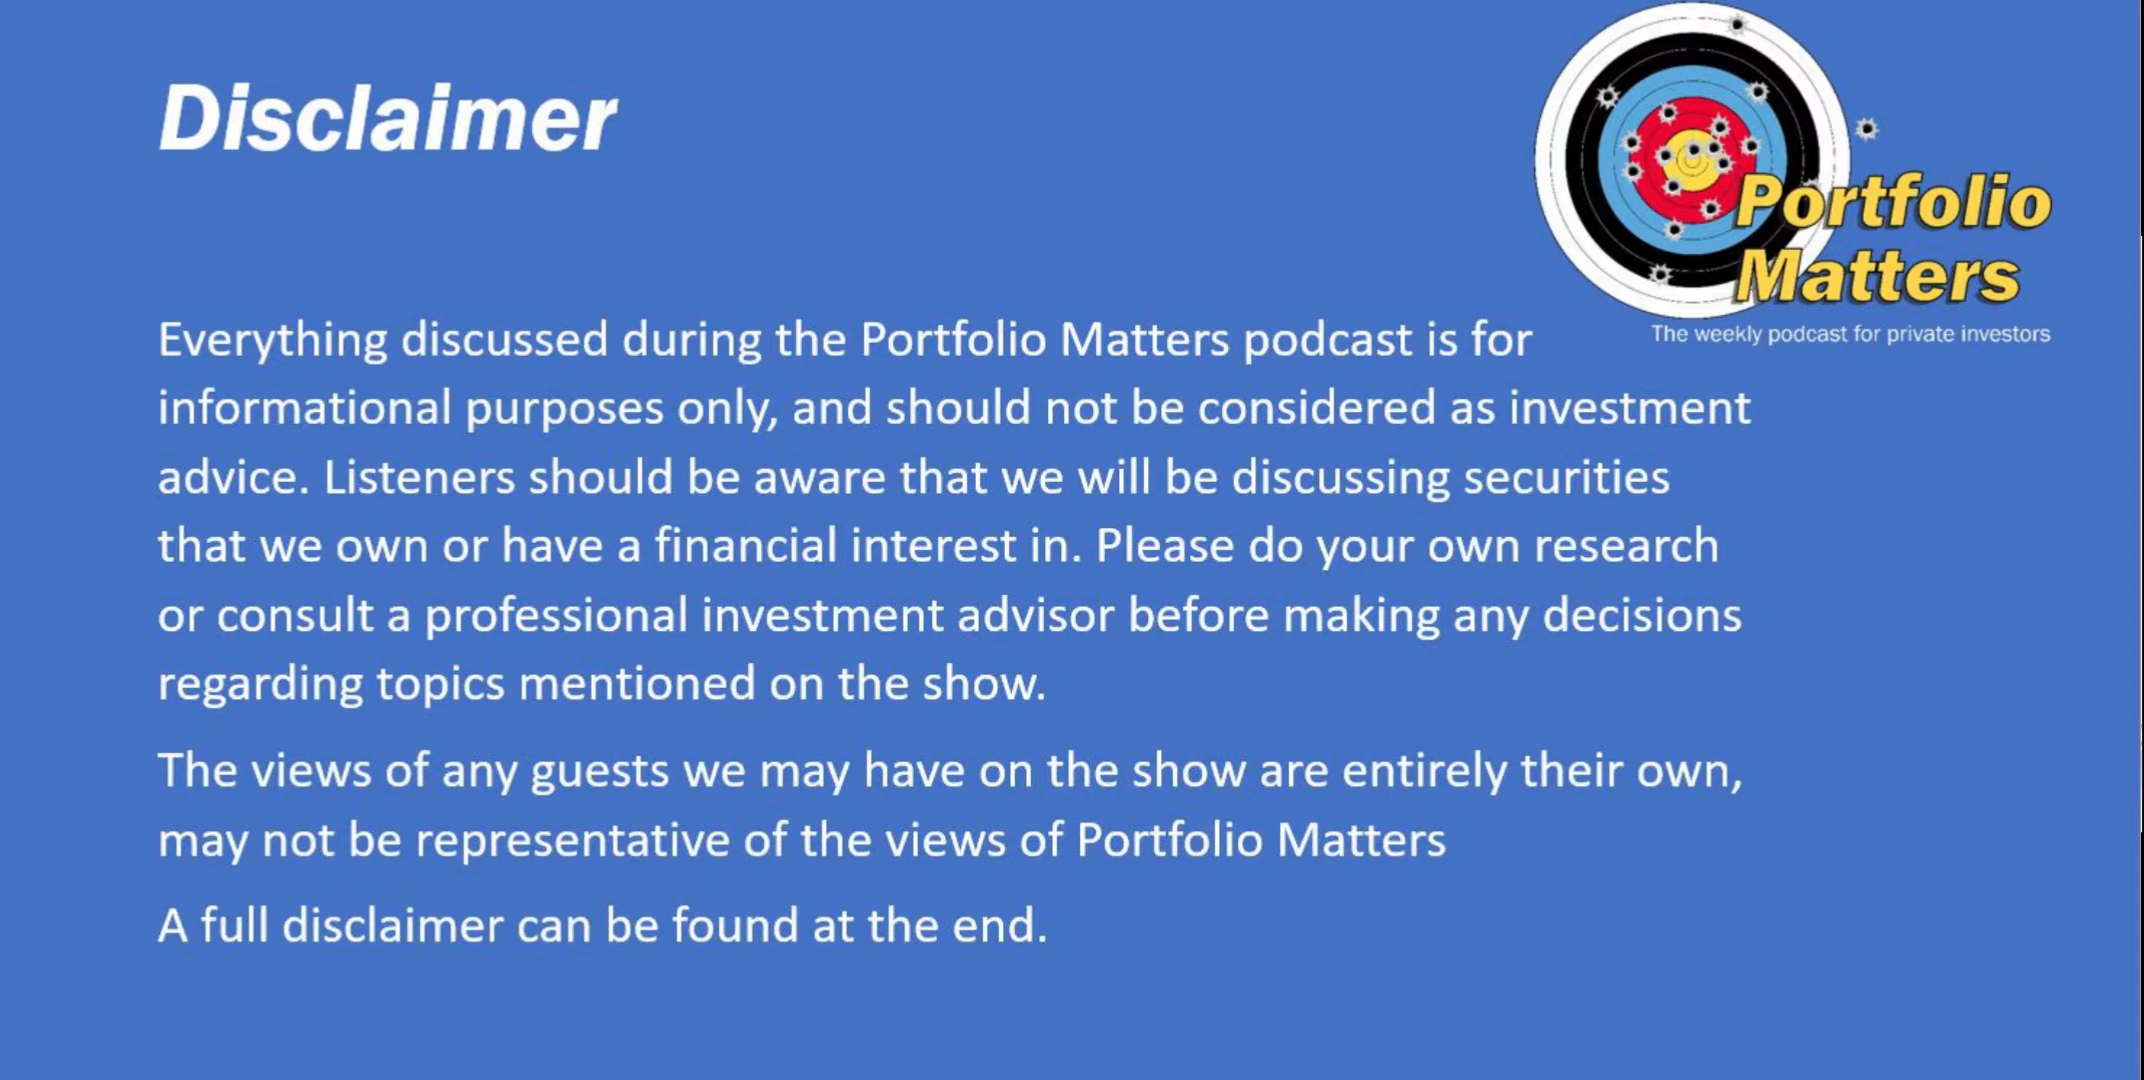 Disclaimer
Portfolio
Matters
The weekly podcast for private investors
Everything discussed during the Portfolio Matters podcast is for
informational purposes only, and should not be considered as investment
advice. Listeners should be aware that we will be discussing securities
that we own or have a financial interest in. Please do your own research
or consult a professional investment advisor before making any decisions
regarding topics mentioned on the show.
The views of any guests we may have on the show are entirely their own,
may not be representative of the views of Portfolio Matters
A full disclaimer can be found at the end.